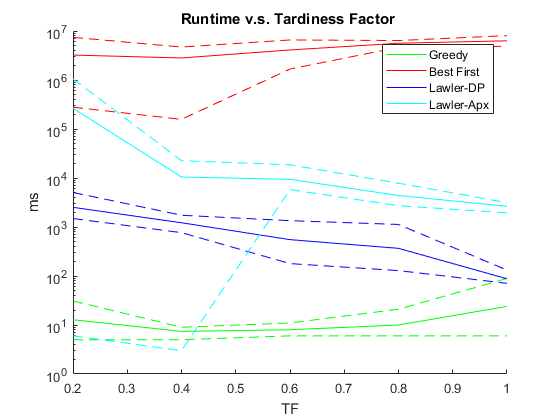 Runtime v.s. Tardiness Factor
10^7
10^6
10^5
10^4
10^3
10^2
10^1
10^0
ms
Greedy
Best First
Lawler-DP
Lawler-Apx
0.2 0.3 0.4 0.5 0.6 0.7 0.8 0.9 1
TF